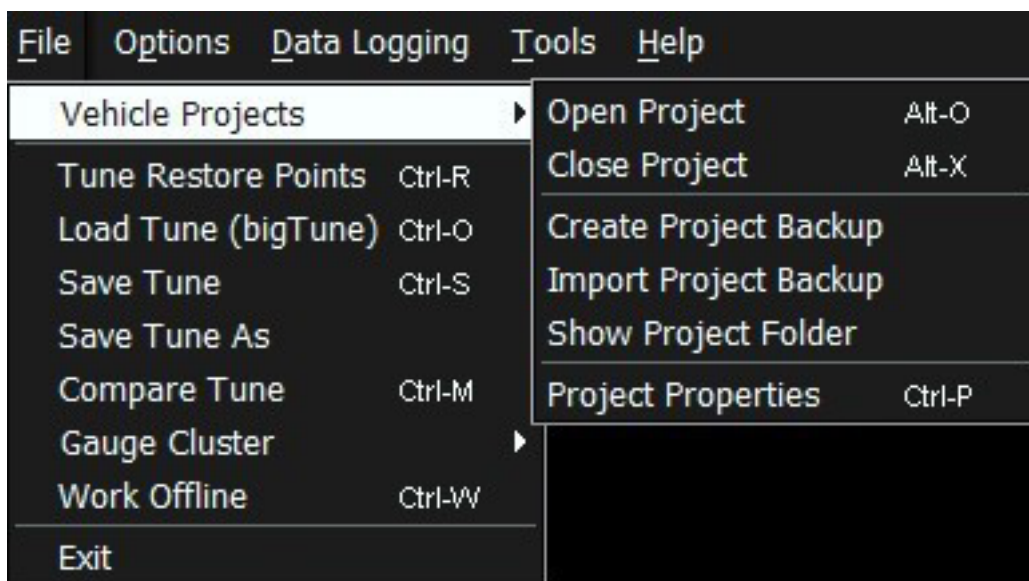 File Options Data Logging Tools Help
Vehicle Projects
Tune Restore Points Ctrl-R
Load Tune (bigTune) Ctrl-O
Save Tune Ctrl-S
Save Tune As
Compare Tune Ctrl-M
Gauge Cluster
Work Offline Ctrl-W
Exit
Open Project Alt-O
Close Project Alt-X
Create Project Backup
Import Project Backup
Show Project Folder
Project Properties Ctrl-P